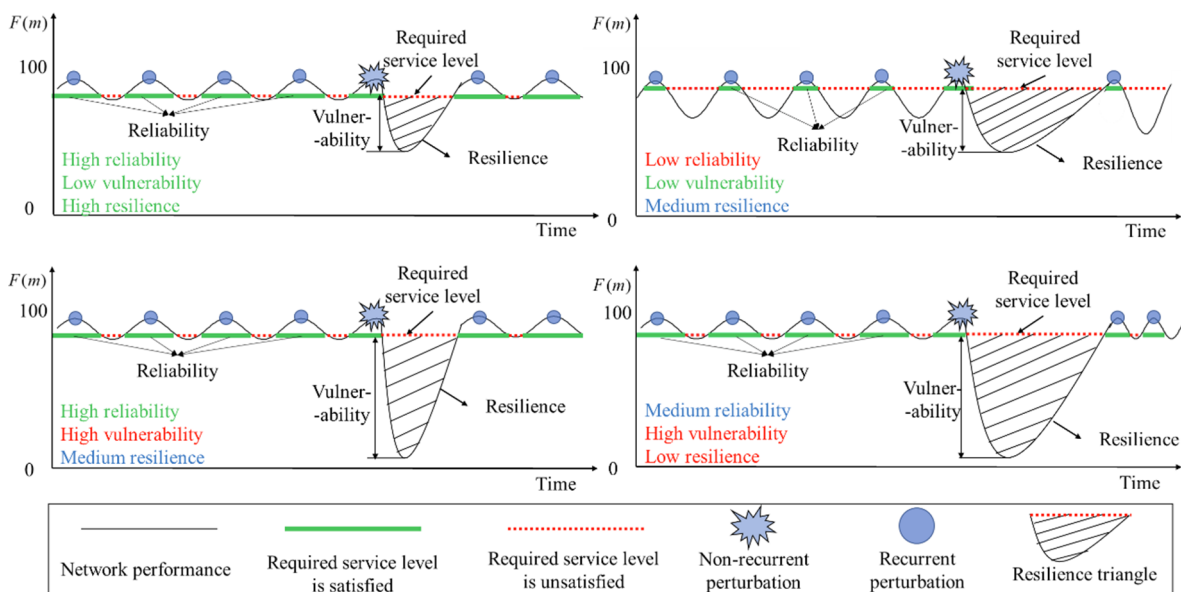 F(m)
100
Required
service level
Reliability
Vulner-
-ability
Resilience
High reliability
Low vulnerability
High resilience
0
Time
F(m)
100
Required
service level
Reliability
Vulner-
-ability
Resilience
Low reliability
Low vulnerability
Medium resilience
0
Time
F(m)
100
Required
service level
Reliability
Vulner-
-ability
Resilience
High reliability
High vulnerability
Medium resilience
0
Time
F(m)
100
Required
service level
Reliability
Vulner-
-ability
Resilience
Medium reliability
High vulnerability
Low resilience
0
Time
Network performance
Required service level
is satisfied
Required service level
is unsatisfied
Non-recurrent
perturbation
Recurrent
perturbation
Resilience triangle